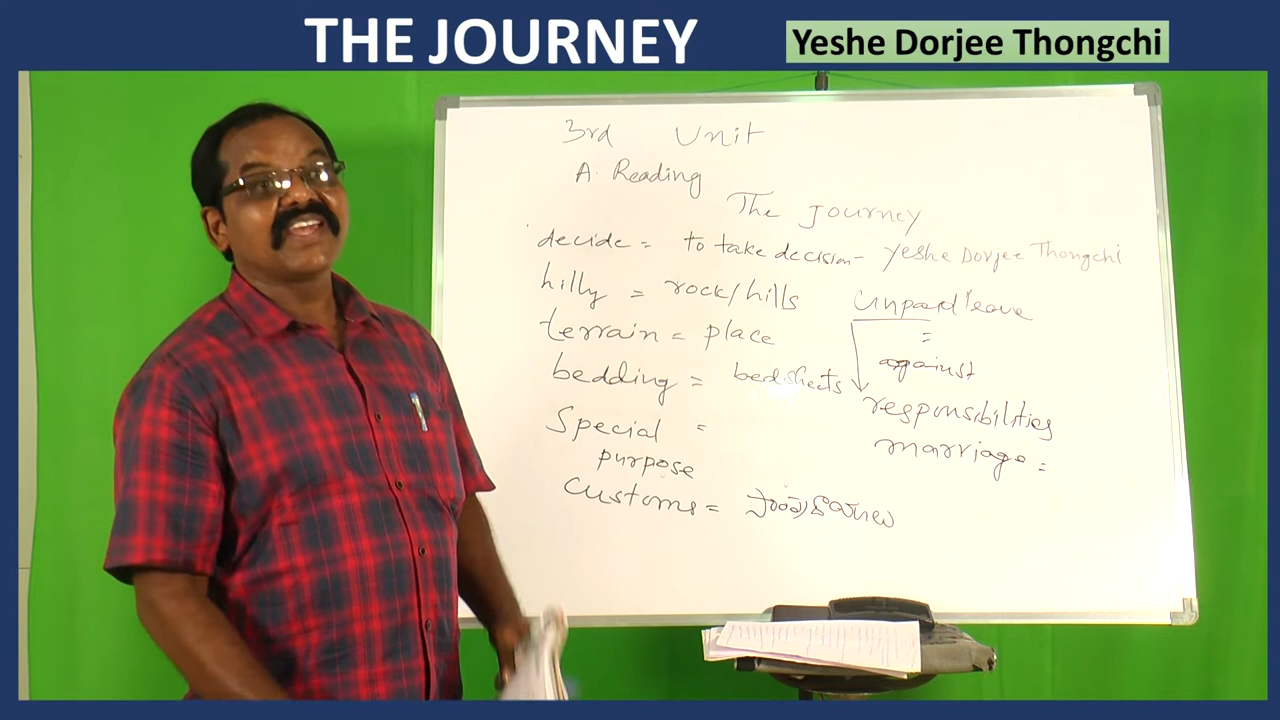 THE JOURNEY
Yeshe Dorjee Thongchi
3rd Unit
A. Reading
The Journey
decide = to take decision - Yeshe Dorjee Thongchi
hilly = rock/hills
terrain = place
bedding = bedsheets
Special =
purpose
customs = సాంప్రదాయాలు
unpaid leave
=
against
responsibilities
marriage =